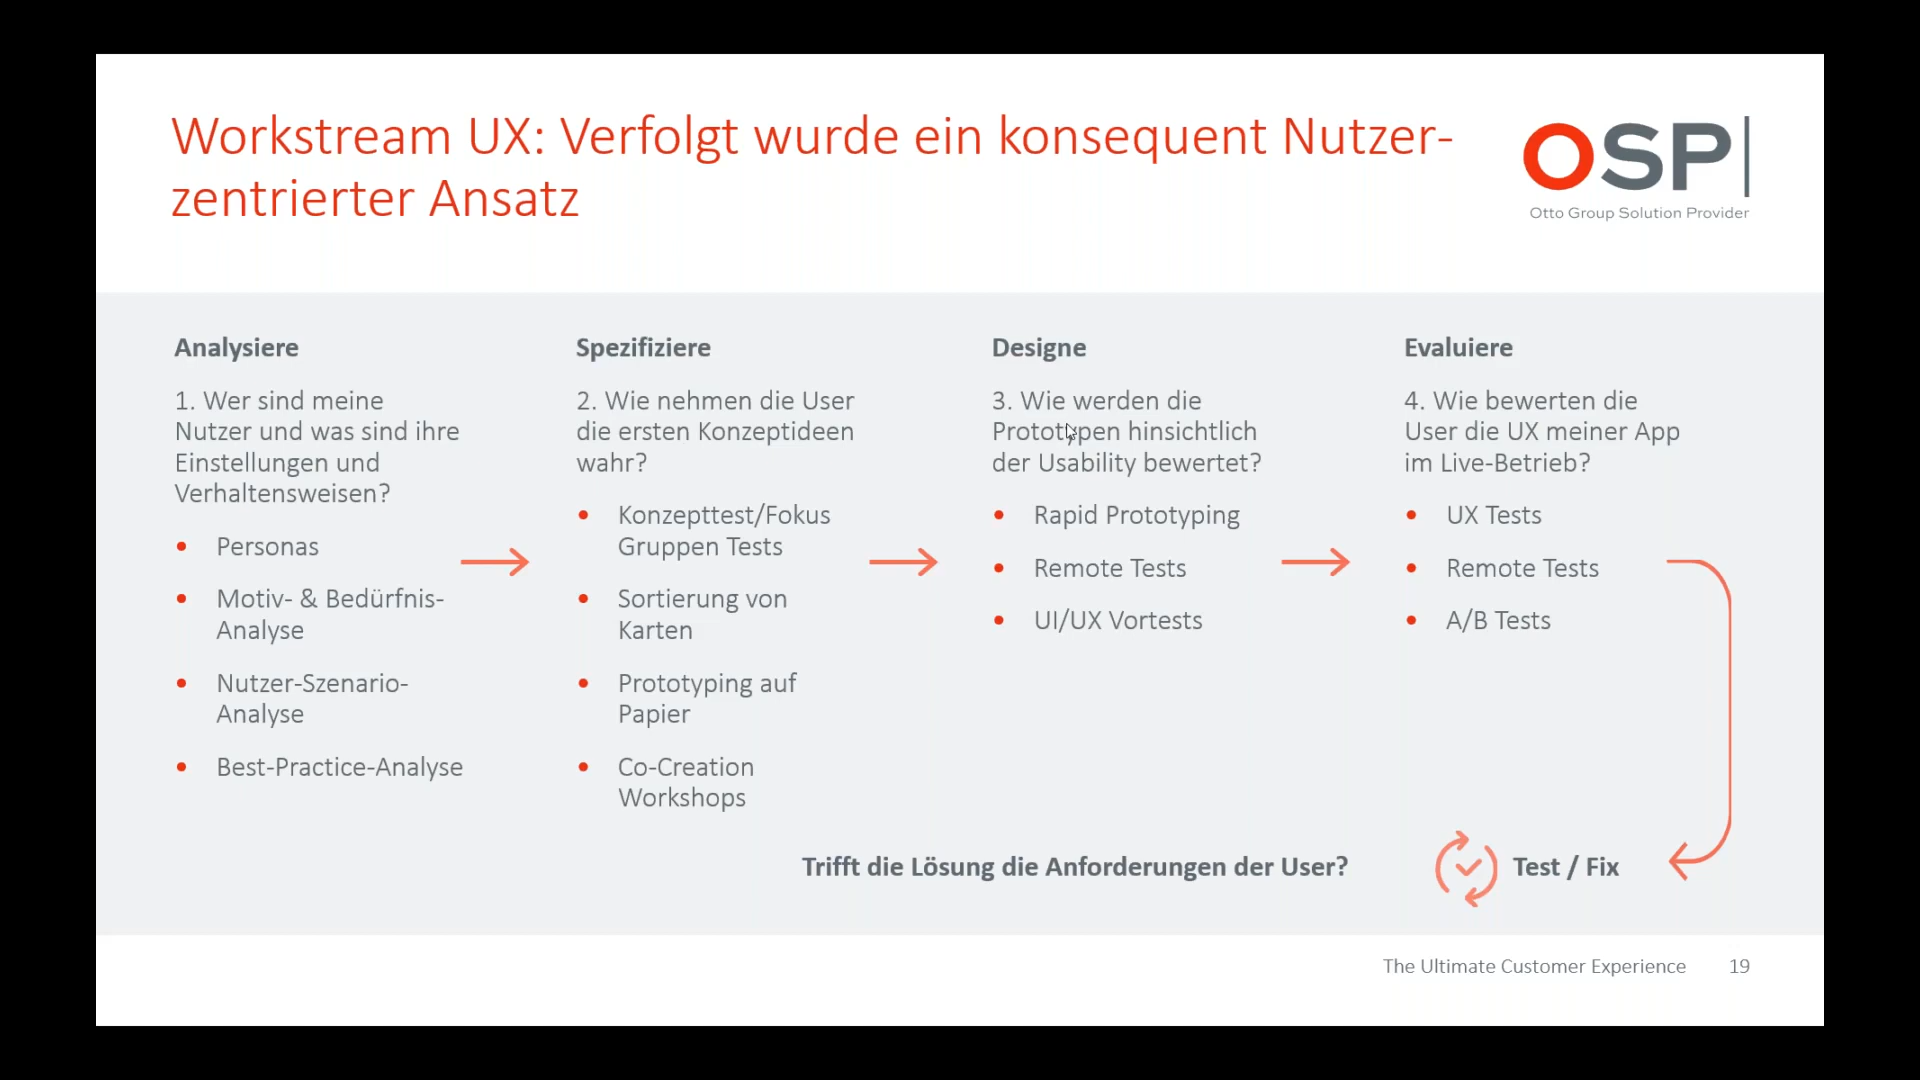 Workstream UX: Verfolgt wurde ein konsequent Nutzer-
zentrierter Ansatz
OSP
Otto Group Solution Provider
Analysiere
1. Wer sind meine
Nutzer und was sind ihre
Einstellungen und
Verhaltensweisen?
• Personas
• Motiv- & Bedürfnis-
Analyse
• Nutzer-Szenario-
Analyse
• Best-Practice-Analyse
Spezifiziere
2. Wie nehmen die User
die ersten Konzeptideen
wahr?
• Konzepttest/Fokus
Gruppen Tests
• Sortierung von
Karten
• Prototyping auf
Papier
• Co-Creation
Workshops
Designe
3. Wie werden die
Prototypen hinsichtlich
der Usability bewertet?
• Rapid Prototyping
• Remote Tests
• UI/UX Vortests
Evaluiere
4. Wie bewerten die
User die UX meiner App
im Live-Betrieb?
• UX Tests
• Remote Tests
• A/B Tests
Trifft die Lösung die Anforderungen der User?
Test / Fix
The Ultimate Customer Experience 19